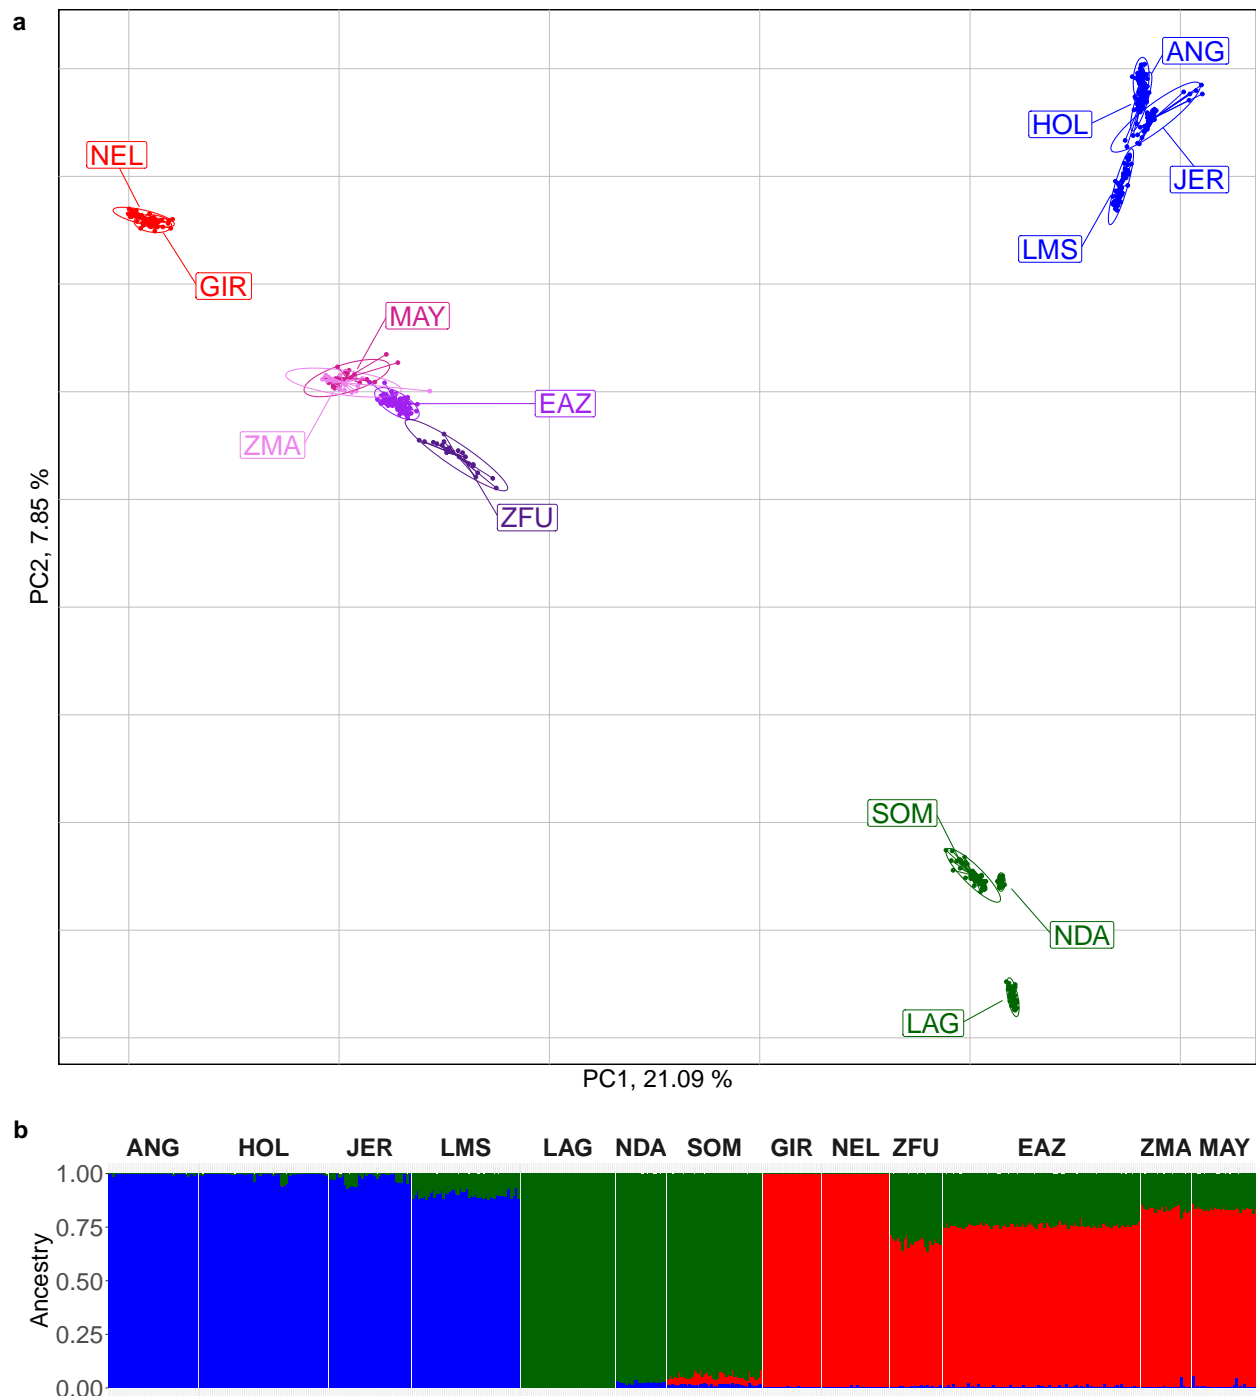 a
ANG
HOL
NEL
JER
LMS
GIR
MAY
EAZ
ZMA
ZFU
PC2, 7.85 %
SOM
NDA
LAG
PC1, 21.09 %
b
ANG HOL JER LMS LAG NDA SOM GIR NEL ZFU EAZ ZMA MAY
1.00
0.75
0.50
0.25
0.00
Ancestry